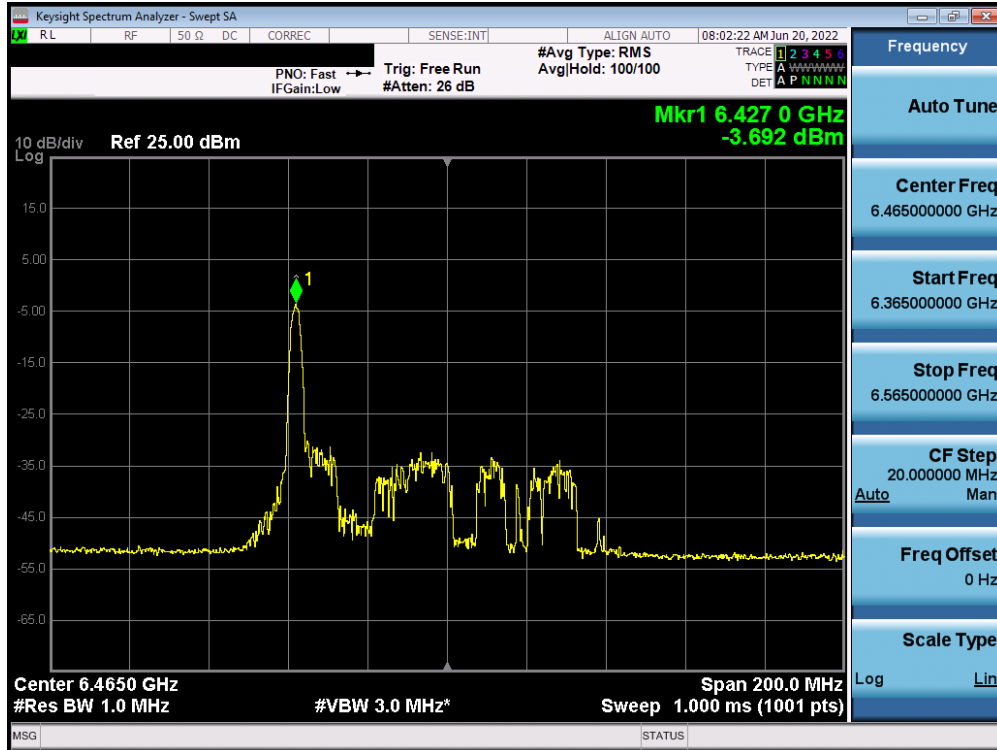 Keysight Spectrum Analyzer - Swept SA
LXI RL RF 50 Ω DC CORREC SENSE:INT ALIGN AUTO 08:02:22 AM Jun 20, 2022
Frequency
PNO: Fast Trig: Free Run #Avg Type: RMS TRACE 1 2 3 4 5 6
IFGain:Low #Atten: 26 dB Avg|Hold: 100/100 TYPE A WWWWW
DET A P N N N N
Auto Tune
Mkr1 6.427 0 GHz
-3.692 dBm
10 dB/div Ref 25.00 dBm
Log
15.0
5.00
-5.00
-15.0
-25.0
-35.0
-45.0
-55.0
-65.0
1
Center Freq
6.465000000 GHz
Start Freq
6.365000000 GHz
Stop Freq
6.565000000 GHz
CF Step
20.000000 MHz
Auto Man
Freq Offset
0 Hz
Scale Type
Log Lin
Center 6.4650 GHz Span 200.0 MHz
#Res BW 1.0 MHz #VBW 3.0 MHz* Sweep 1.000 ms (1001 pts)
MSG STATUS